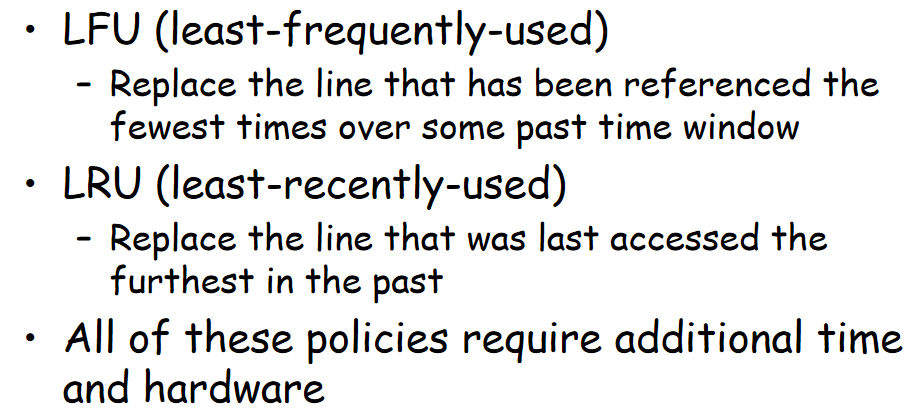 • LFU (least-frequently-used)
– Replace the line that has been referenced the
fewest times over some past time window
• LRU (least-recently-used)
– Replace the line that was last accessed the
furthest in the past
• All of these policies require additional time
and hardware